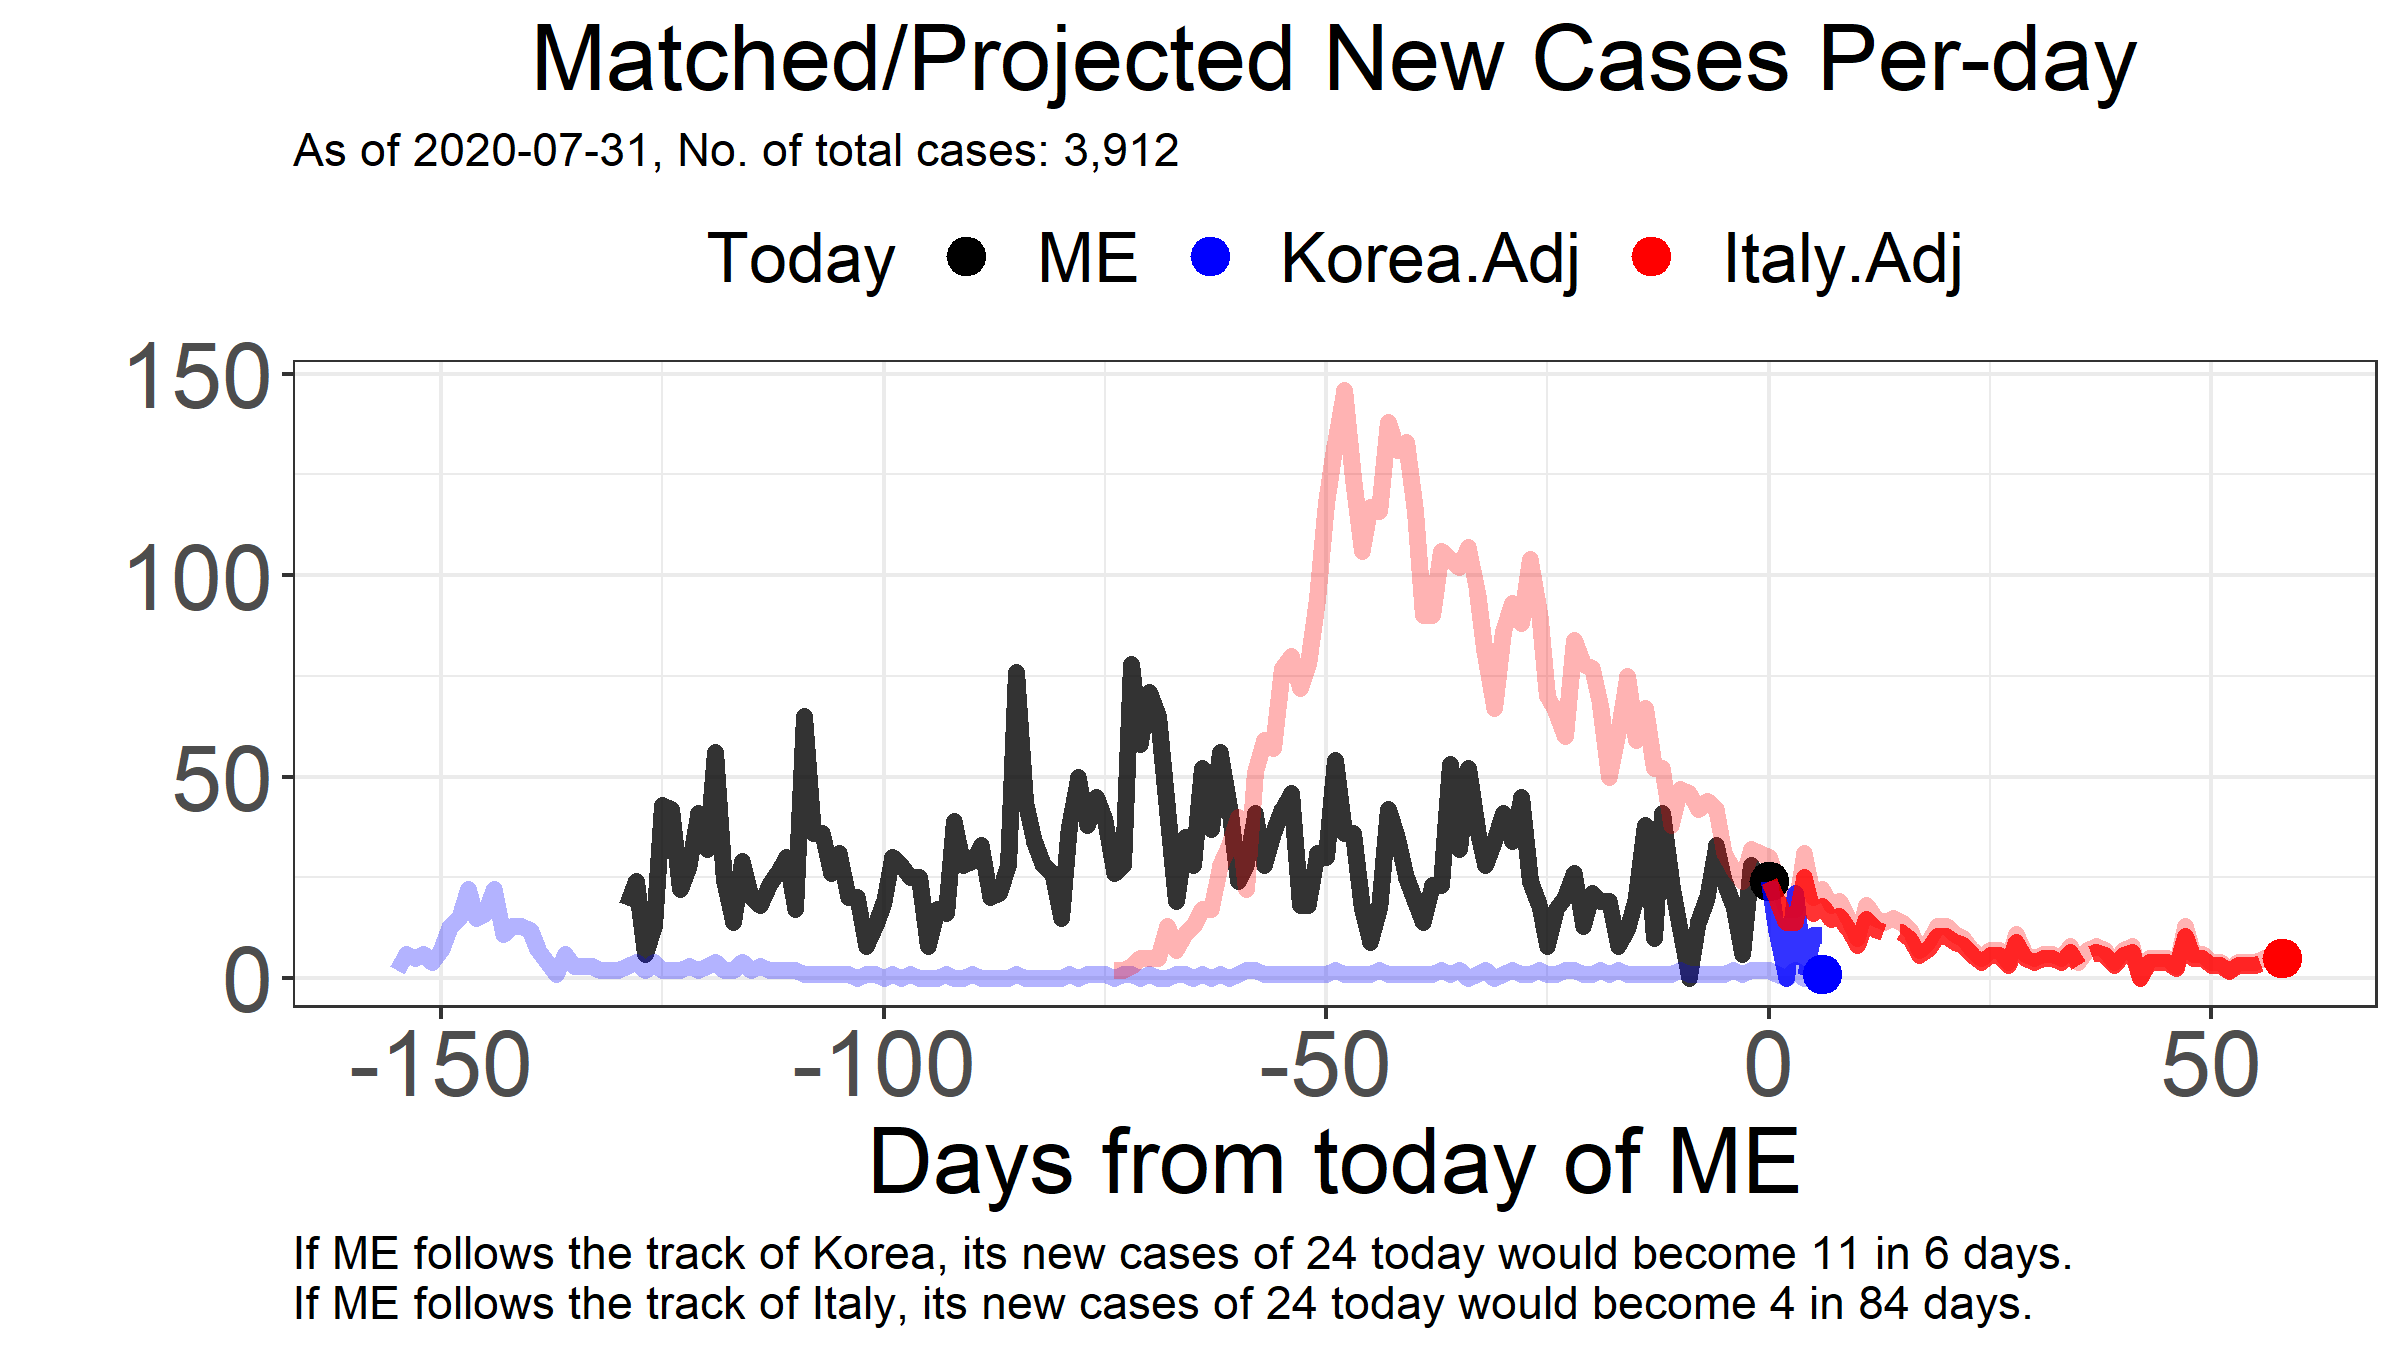 Matched/Projected New Cases Per-day
As of 2020-07-31, No. of total cases: 3,912
Today ME Korea.Adj Italy.Adj
150
100
50
0
-150 -100 -50 0 50
Days from today of ME
If ME follows the track of Korea, its new cases of 24 today would become 11 in 6 days.
If ME follows the track of Italy, its new cases of 24 today would become 4 in 84 days.